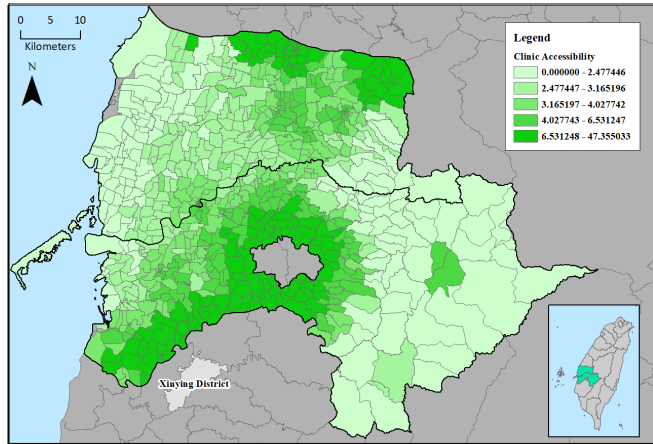 0 5 10
Kilometers
N
Legend
Clinic Accessibility
0.000000 - 2.477446
2.477447 - 3.165196
3.165197 - 4.027742
4.027743 - 6.531247
6.531248 - 47.355033
Xinying District